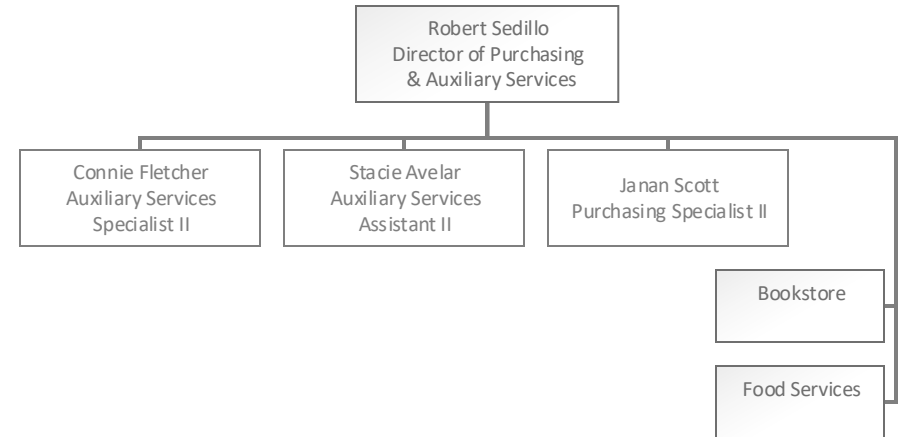 Robert Sedillo
Director of Purchasing
& Auxiliary Services
Connie Fletcher
Auxiliary Services
Specialist II
Stacie Avelar
Auxiliary Services
Assistant II
Janan Scott
Purchasing Specialist II
Bookstore
Food Services